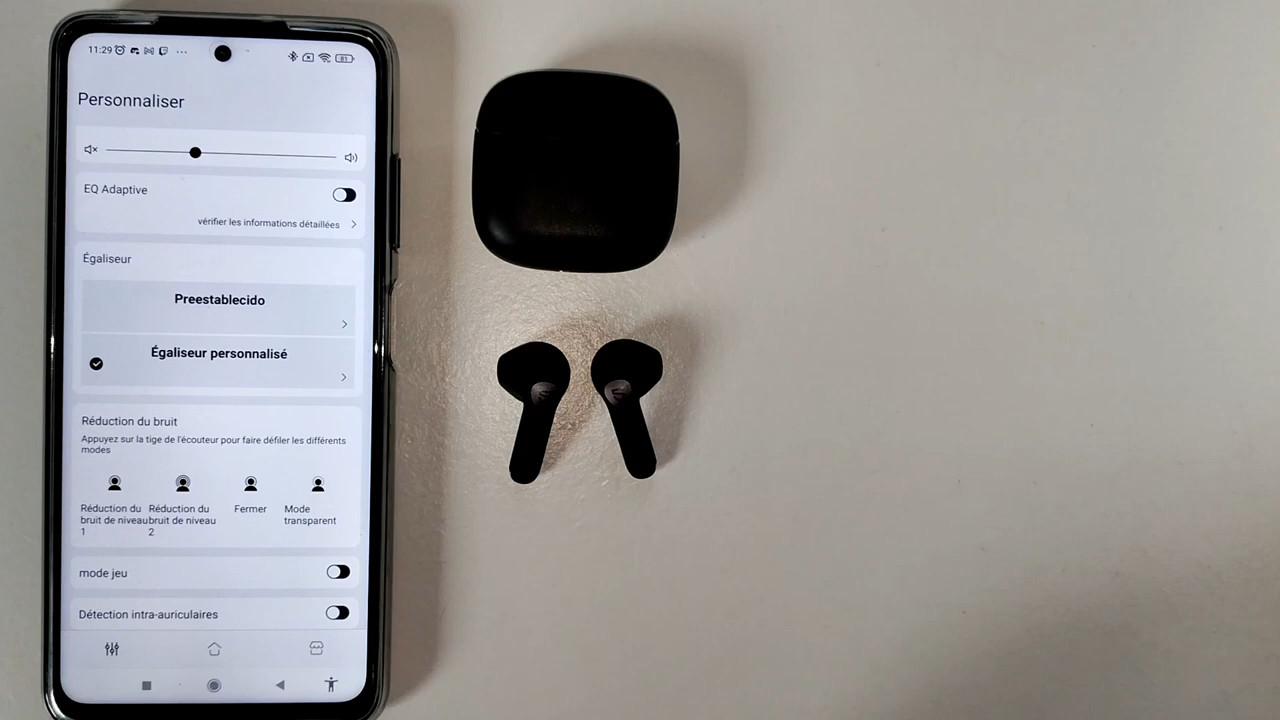 11:29
81
Personnaliser
EQ Adaptive
vérifier les informations détaillées
Égaliseur
Preestablecido
Égaliseur personnalisé
Réduction du bruit
Appuyez sur la tige de l'écouteur pour faire défiler les différents
modes
Réduction du
bruit de niveau
1
Réduction du
bruit de niveau
2
Fermer
Mode
transparent
mode jeu
Détection intra-auriculaires